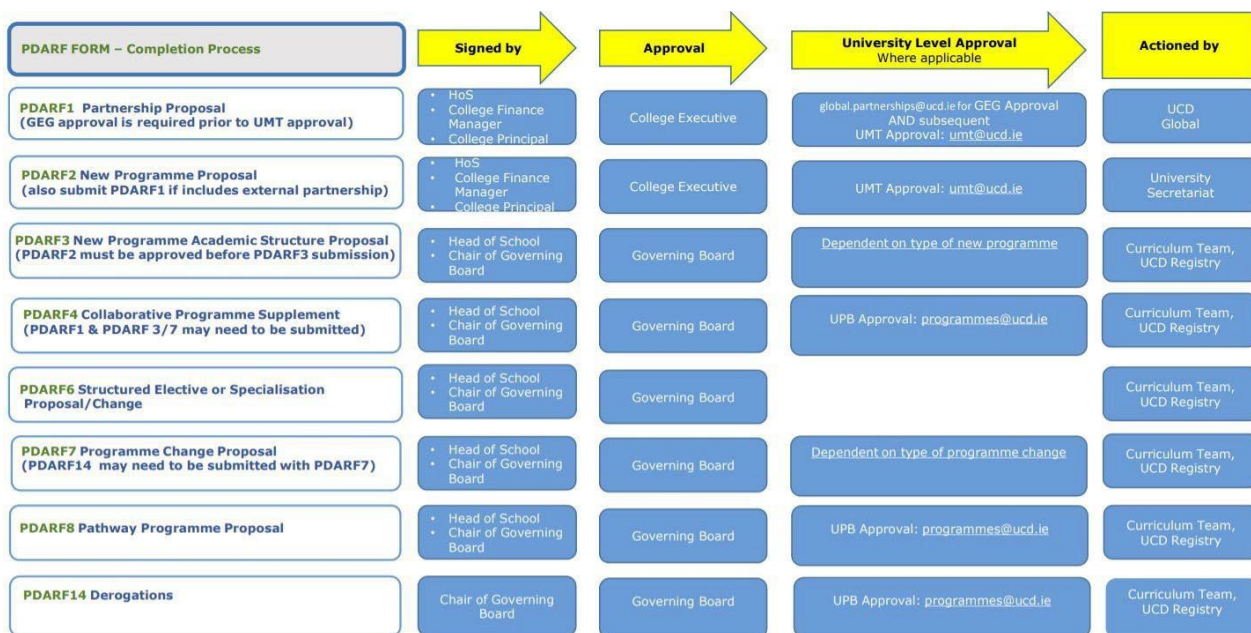 PDARF FORM – Completion Process
Signed by
Approval
University Level Approval
Where applicable
Actioned by
PDARF1 Partnership Proposal
(GEG approval is required prior to UMT approval)
• HoS
• College Finance
Manager
• College Principal
College Executive
global.partnerships@ucd.ie for GEG Approval
AND subsequent
UMT Approval: umt@ucd.ie
UCD
Global
PDARF2 New Programme Proposal
(also submit PDARF1 if includes external partnership)
• HoS
• College Finance
Manager
• College Principal
College Executive
UMT Approval: umt@ucd.ie
University
Secretariat
PDARF3 New Programme Academic Structure Proposal
(PDARF2 must be approved before PDARF3 submission)
• Head of School
• Chair of Governing
Board
Governing Board
Dependent on type of new programme
Curriculum Team,
UCD Registry
PDARF4 Collaborative Programme Supplement
(PDARF1 & PDARF 3/7 may need to be submitted)
• Head of School
• Chair of Governing
Board
Governing Board
UPB Approval: programmes@ucd.ie
Curriculum Team,
UCD Registry
PDARF6 Structured Elective or Specialisation
Proposal/Change
• Head of School
• Chair of Governing
Board
Governing Board
Curriculum Team,
UCD Registry
PDARF7 Programme Change Proposal
(PDARF14 may need to be submitted with PDARF7)
• Head of School
• Chair of Governing
Board
Governing Board
Dependent on type of programme change
Curriculum Team,
UCD Registry
PDARF8 Pathway Programme Proposal
• Head of School
• Chair of Governing
Board
Governing Board
UPB Approval: programmes@ucd.ie
Curriculum Team,
UCD Registry
PDARF14 Derogations
Chair of Governing
Board
Governing Board
UPB Approval: programmes@ucd.ie
Curriculum Team,
UCD Registry